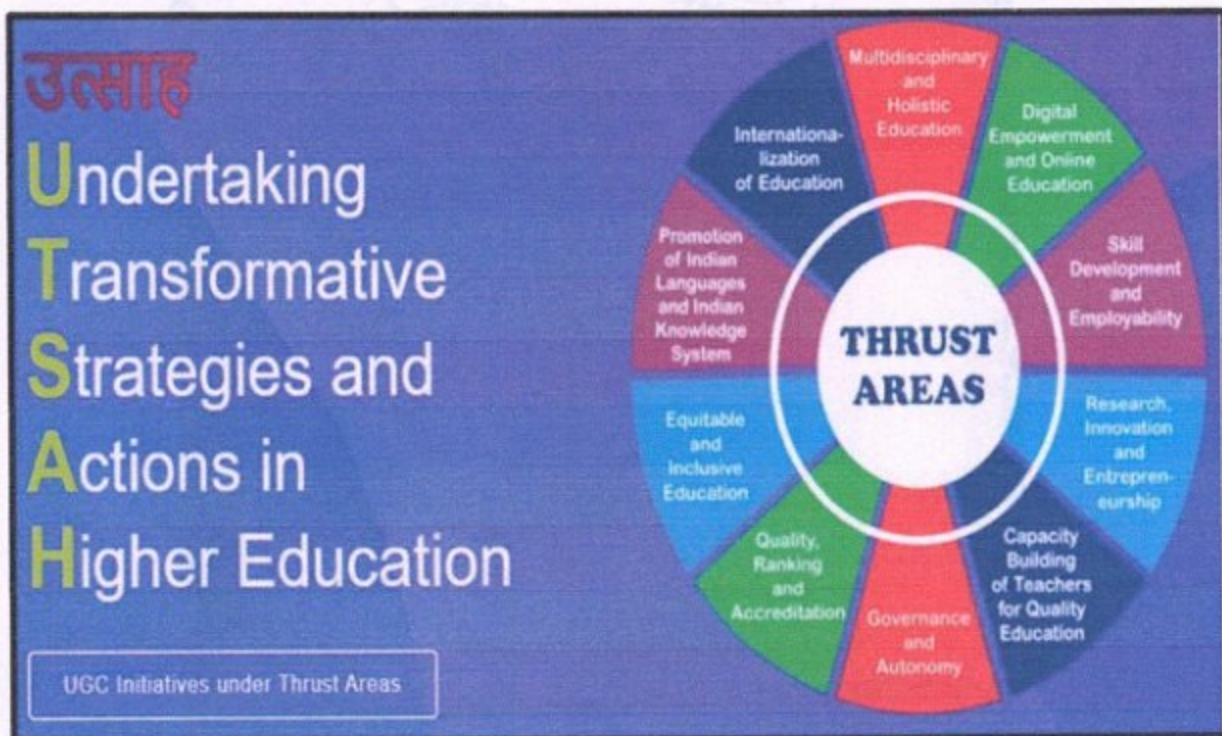 उत्साह
Undertaking
Transformative
Strategies and
Actions in
Higher Education
UGC Initiatives under Thrust Areas
Multidisciplinary
and
Holistic
Education
Digital
Empowerment
and Online
Education
Skill
Development
and
Employability
Research,
Innovation
and
Entrepren-
eurship
Capacity
Building
of Teachers
for Quality
Education
Governance
and
Autonomy
Quality,
Ranking
and
Accreditation
Equitable
and
Inclusive
Education
Promotion
of Indian
Languages
and Indian
Knowledge
System
Internationa-
lization
of Education
THRUST
AREAS